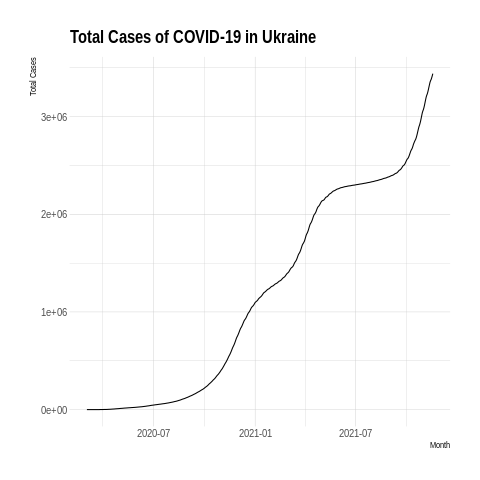 Total Cases of COVID-19 in Ukraine
Total Cases
3e+06
2e+06
1e+06
0e+00
2020-07
2021-01
2021-07
Month